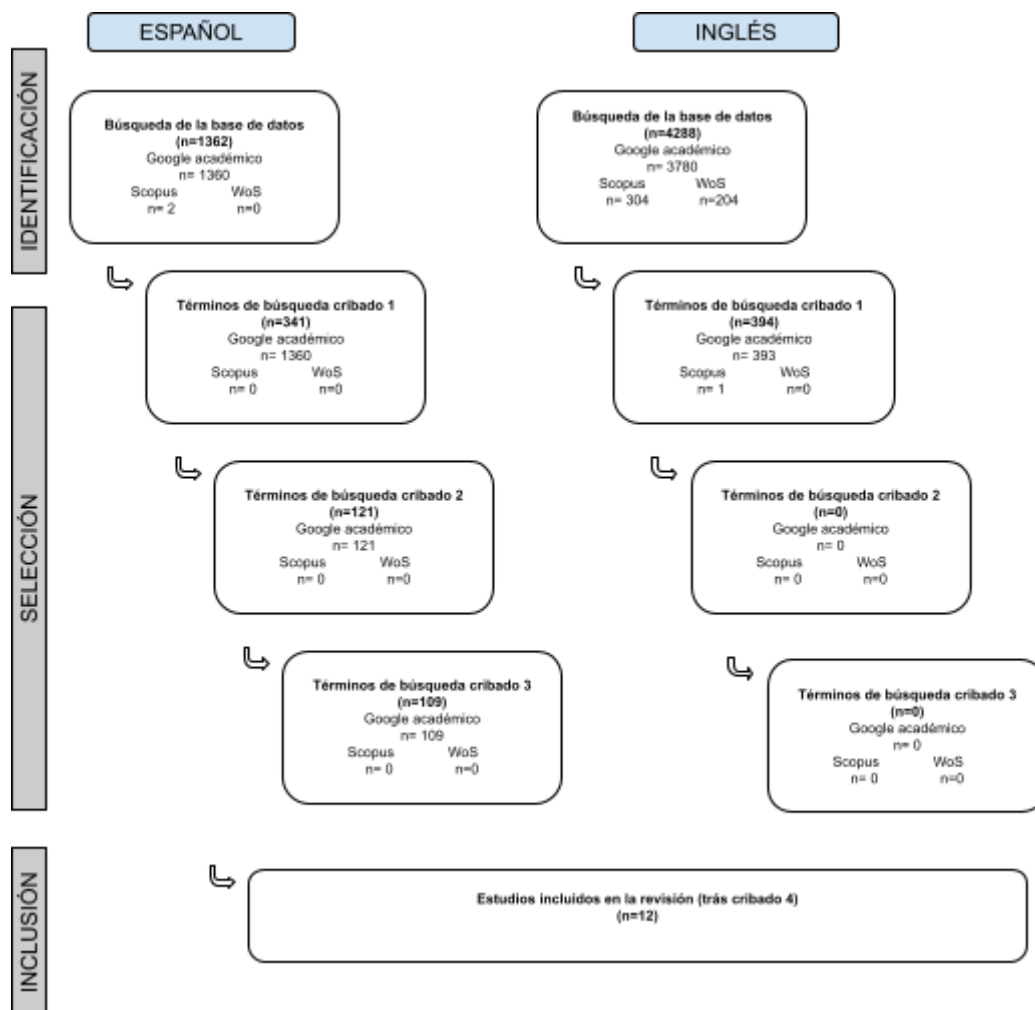 ESPAÑOL
INGLÉS
IDENTIFICACIÓN
Búsqueda de la base de datos
(n=1362)
Google académico
n= 1360
Scopus WoS
n= 2 n=0
Búsqueda de la base de datos
(n=4288)
Google académico
n= 3780
Scopus WoS
n= 304 n=204
SELECCIÓN
Términos de búsqueda cribado 1
(n=341)
Google académico
n= 1360
Scopus WoS
n= 0 n=0
Términos de búsqueda cribado 1
(n=394)
Google académico
n= 393
Scopus WoS
n= 1 n=0
Términos de búsqueda cribado 2
(n=121)
Google académico
n= 121
Scopus WoS
n= 0 n=0
Términos de búsqueda cribado 2
(n=0)
Google académico
n= 0
Scopus WoS
n= 0 n=0
Términos de búsqueda cribado 3
(n=109)
Google académico
n= 109
Scopus WoS
n= 0 n=0
Términos de búsqueda cribado 3
(n=0)
Google académico
n= 0
Scopus WoS
n= 0 n=0
INCLUSIÓN
Estudios incluidos en la revisión (trás cribado 4)
(n=12)